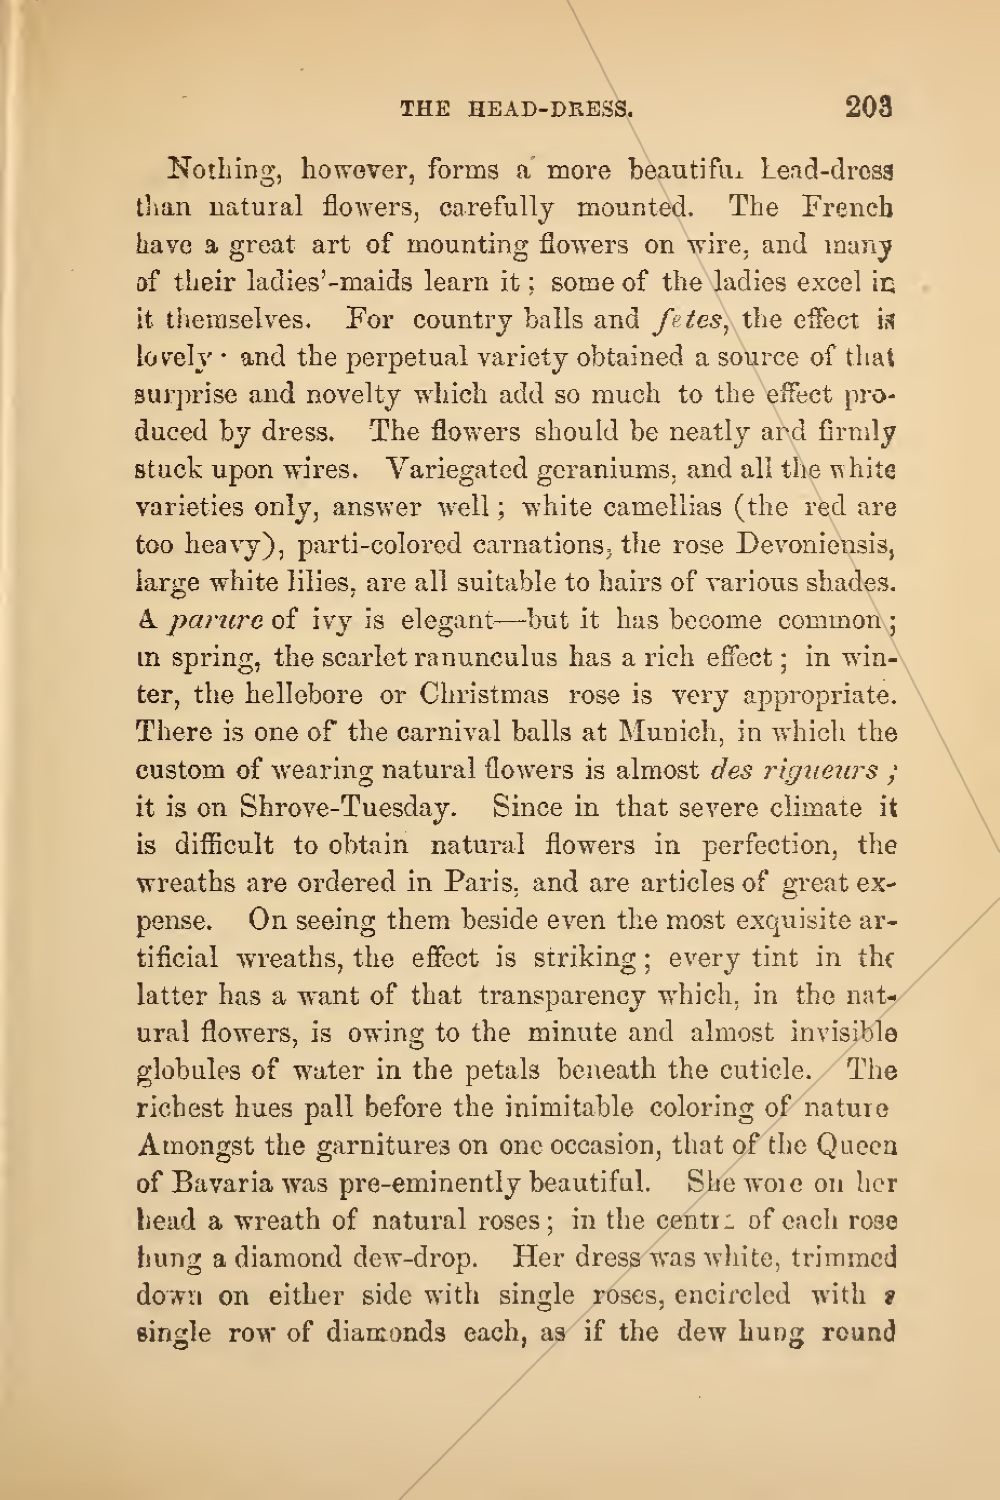 THE HEAD-DRESS. 203
Nothing, however, forms a more beautiful head-dress
than natural flowers, carefully mounted. The French
have a great art of mounting flowers on wire, and many
of their ladies'-maids learn it; some of the ladies excel in
it themselves. For country balls and fêtes, the effect is
lovely · and the perpetual variety obtained a source of that
surprise and novelty which add so much to the effect pro-
duced by dress. The flowers should be neatly and firmly
stuck upon wires. Variegated geraniums, and all the white
varieties only, answer well; white camellias (the red are
too heavy), parti-colored carnations, the rose Devoniensis,
large white lilies, are all suitable to hairs of various shades.
A parure of ivy is elegant—but it has become common;
in spring, the scarlet ranunculus has a rich effect; in win-
ter, the hellebore or Christmas rose is very appropriate.
There is one of the carnival balls at Munich, in which the
custom of wearing natural flowers is almost des rigueurs;
it is on Shrove-Tuesday. Since in that severe climate it
is difficult to obtain natural flowers in perfection, the
wreaths are ordered in Paris, and are articles of great ex-
pense. On seeing them beside even the most exquisite ar-
tificial wreaths, the effect is striking; every tint in the
latter has a want of that transparency which, in the nat-
ural flowers, is owing to the minute and almost invisible
globules of water in the petals beneath the cuticle. The
richest hues pall before the inimitable coloring of nature
Amongst the garnitures on one occasion, that of the Queen
of Bavaria was pre-eminently beautiful. She wore on her
head a wreath of natural roses; in the centre of each rose
hung a diamond dew-drop. Her dress was white, trimmed
down on either side with single roses, encircled with a
single row of diamonds each, as if the dew hung round